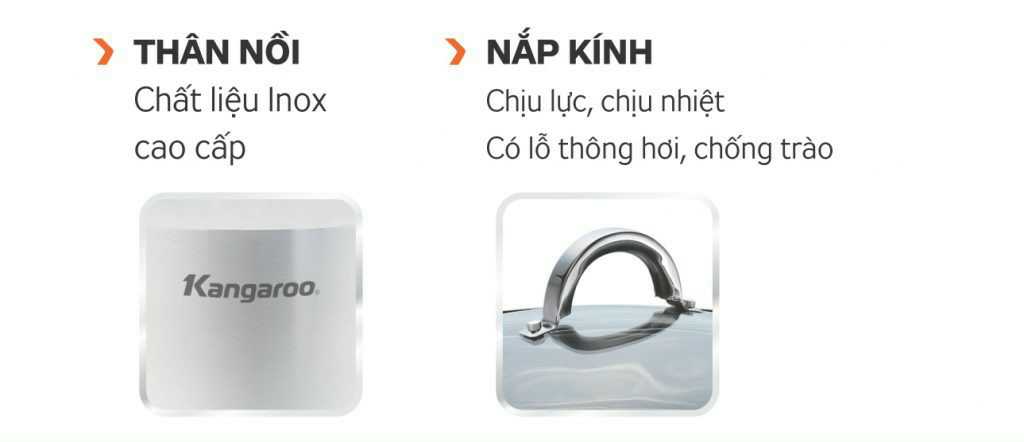 THÂN NỒI
Chất liệu Inox
cao cấp
NẮP KÍNH
Chịu lực, chịu nhiệt
Có lỗ thông hơi, chống trào
Kangaroo